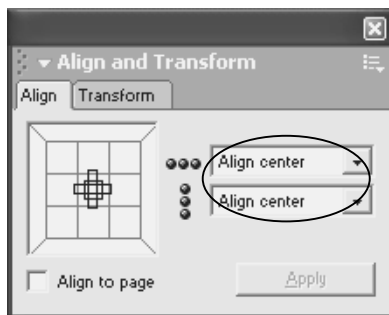 Align and Transform
Align Transform
Align center
Align center
Align to page
Apply